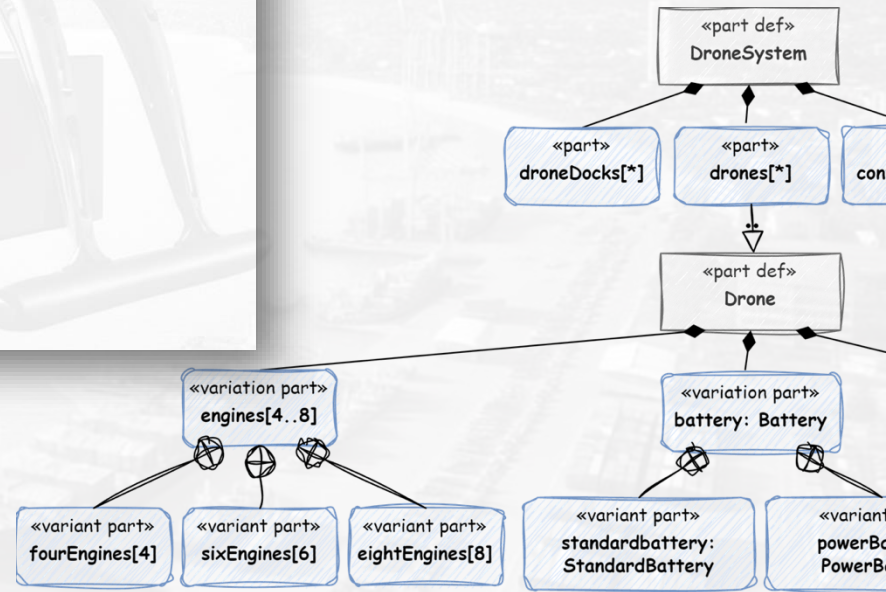 «part def»
DroneSystem
«part»
droneDocks[*]
«part»
drones[*]
«part def»
Drone
«variation part»
engines[4..8]
«variation part»
battery: Battery
«variant part»
fourEngines[4]
«variant part»
sixEngines[6]
«variant part»
eightEngines[8]
«variant part»
standardbattery:
StandardBattery
«variant